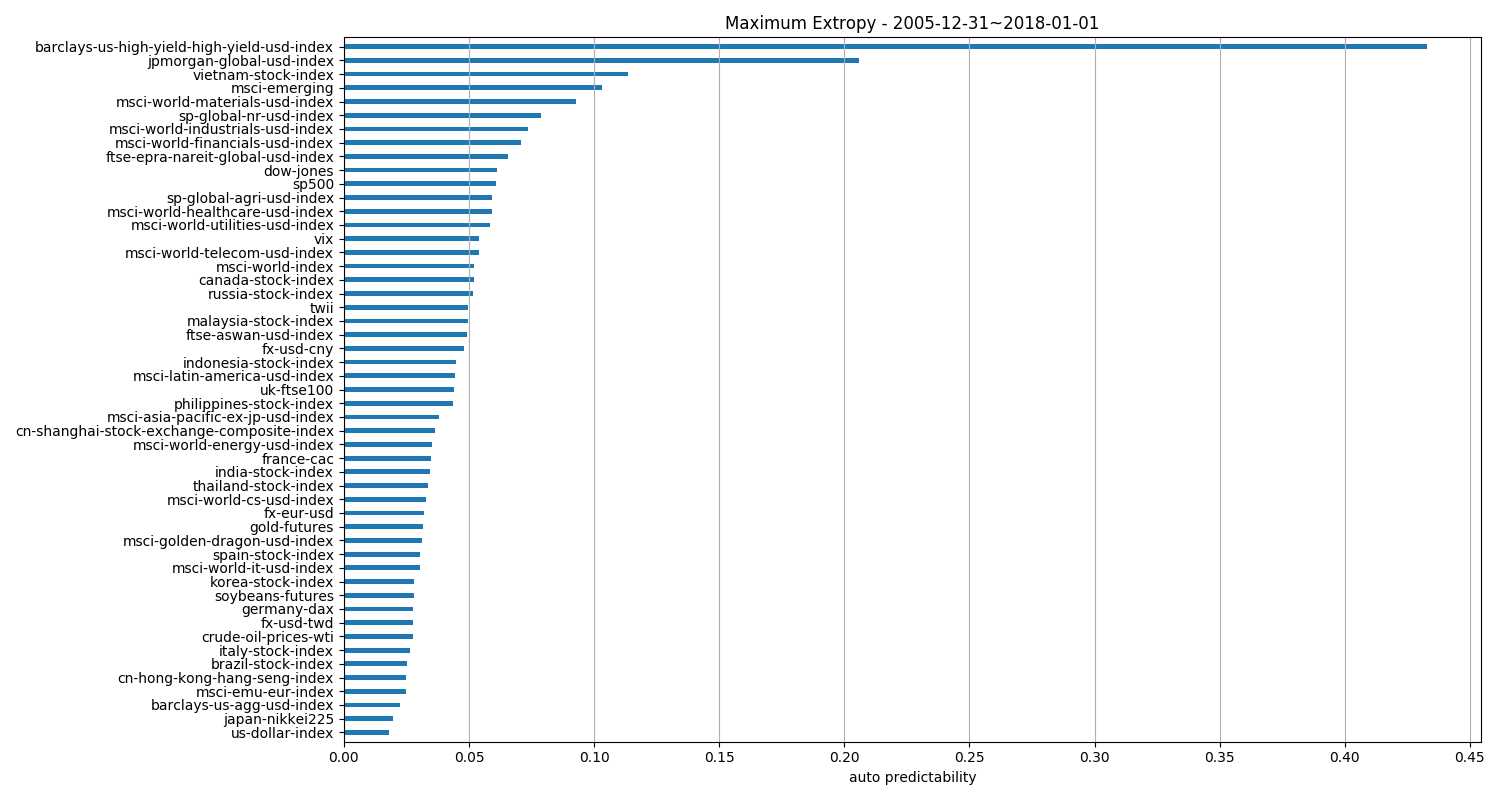 Maximum Extropy - 2005-12-31~2018-01-01
barclays-us-high-yield-high-yield-usd-index
jpmorgan-global-usd-index
vietnam-stock-index
msci-emerging
msci-world-materials-usd-index
sp-global-nr-usd-index
msci-world-industrials-usd-index
msci-world-financials-usd-index
ftse-epra-nareit-global-usd-index
dow-jones
sp500
sp-global-agri-usd-index
msci-world-healthcare-usd-index
msci-world-utilities-usd-index
vix
msci-world-telecom-usd-index
msci-world-index
canada-stock-index
russia-stock-index
twii
malaysia-stock-index
ftse-aswan-usd-index
fx-usd-cny
indonesia-stock-index
msci-latin-america-usd-index
uk-ftse100
philippines-stock-index
msci-asia-pacific-ex-jp-usd-index
cn-shanghai-stock-exchange-composite-index
msci-world-energy-usd-index
france-cac
india-stock-index
thailand-stock-index
msci-world-cs-usd-index
fx-eur-usd
gold-futures
msci-golden-dragon-usd-index
spain-stock-index
msci-world-it-usd-index
korea-stock-index
soybeans-futures
germany-dax
fx-usd-twd
crude-oil-prices-wti
italy-stock-index
brazil-stock-index
cn-hong-kong-hang-seng-index
msci-emu-eur-index
barclays-us-agg-usd-index
japan-nikkei225
us-dollar-index
0.00 0.05 0.10 0.15 0.20 0.25 0.30 0.35 0.40 0.45
auto predictability